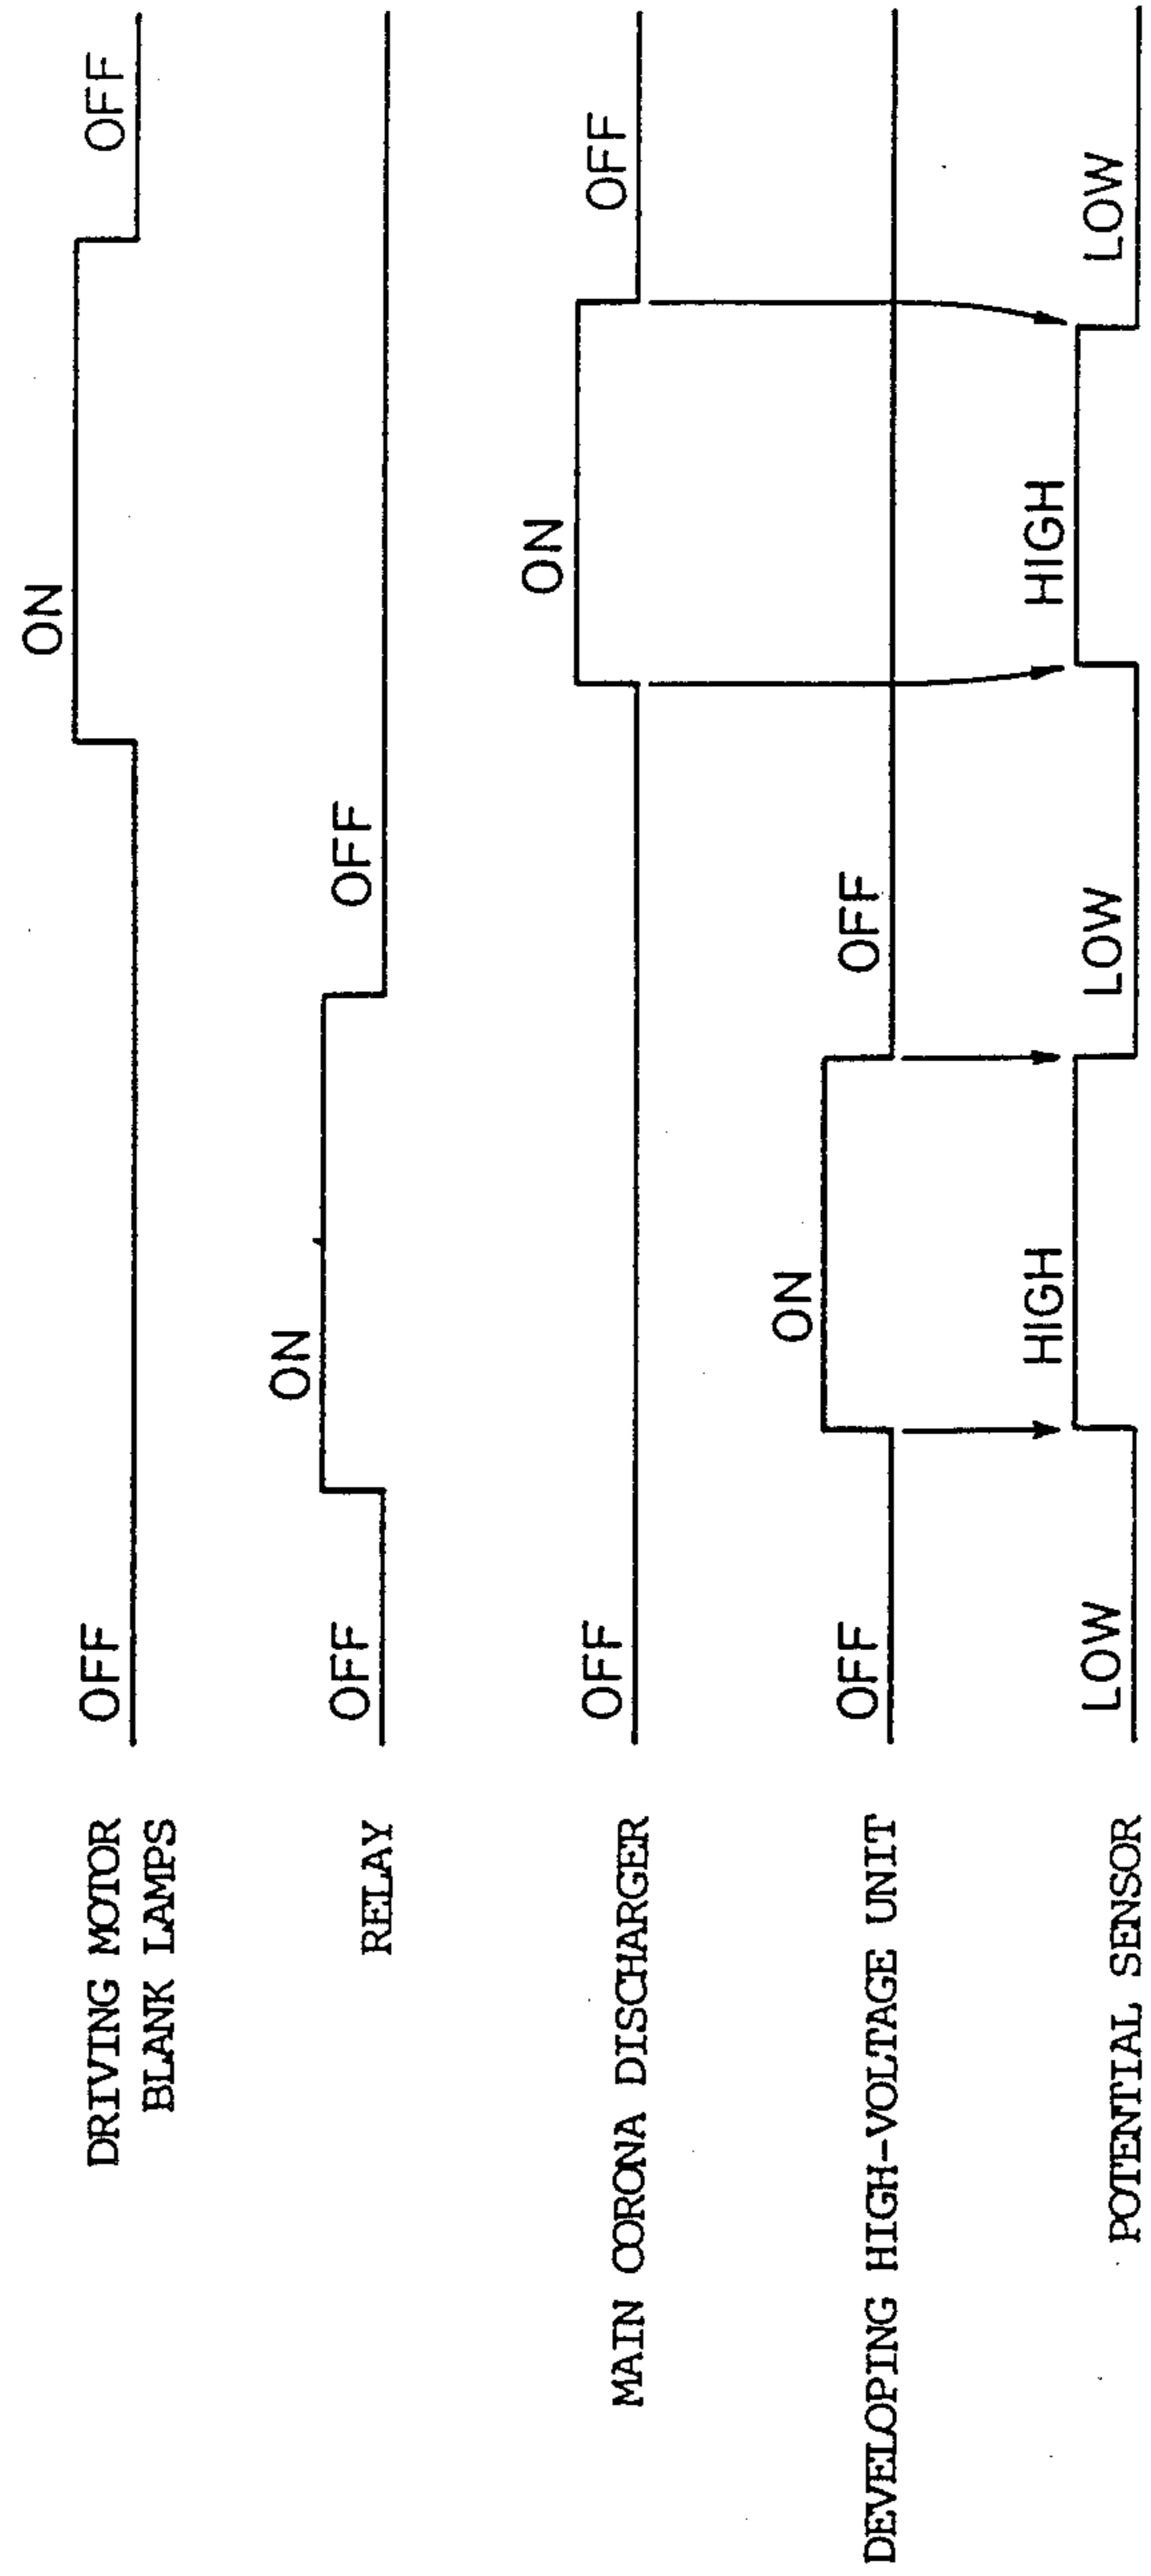 DRIVING MOTOR
BLANK LAMPS
OFF
ON
OFF
RELAY
OFF
ON
OFF
MAIN CORONA DISCHARGER
OFF
ON
OFF
DEVELOPING HIGH-VOLTAGE UNIT
OFF
ON
OFF
POTENTIAL SENSOR
LOW
HIGH
LOW
HIGH
LOW